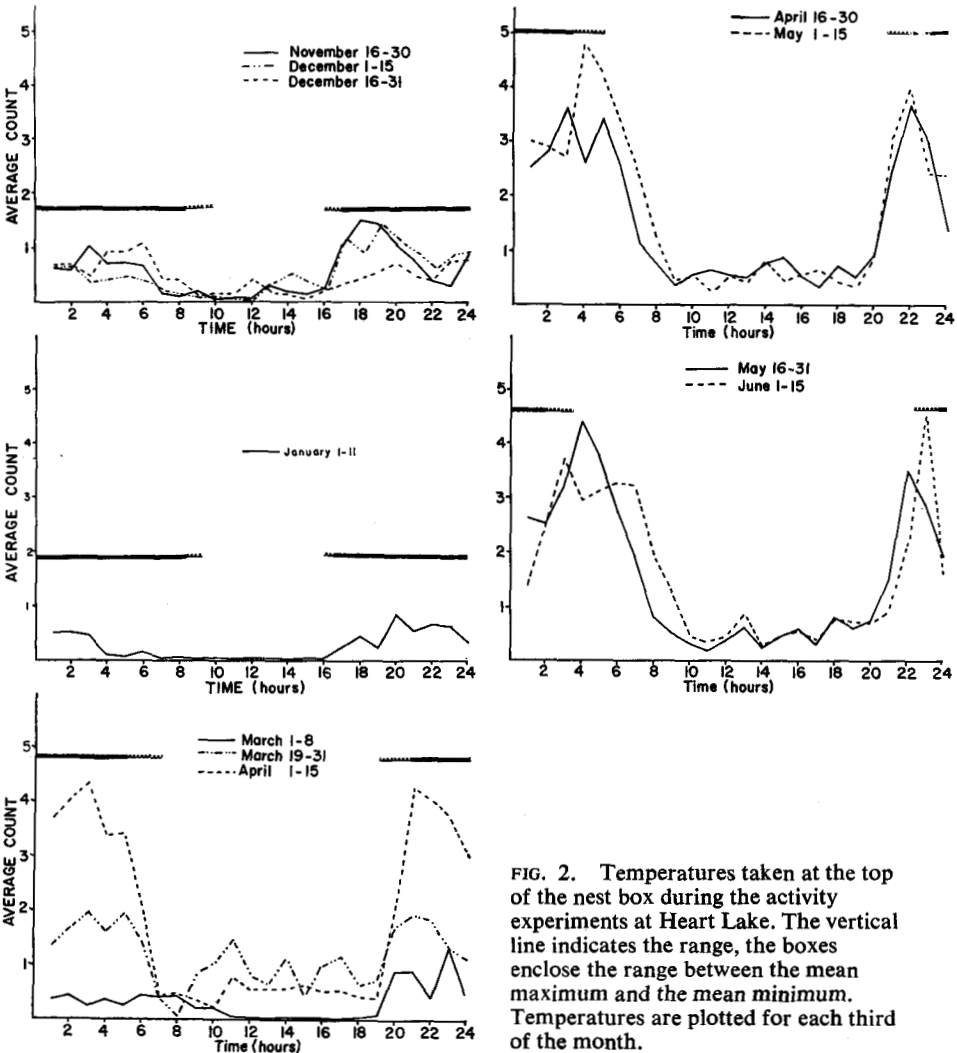 5
4
3
2
1
AVERAGE COUNT
November 16-30
December 1-15
December 16-31
2 4 6 8 10 12 14 16 18 20 22 24
TIME (hours)
5
4
3
2
1
AVERAGE COUNT
January 1-11
2 4 6 8 10 12 14 16 18 20 22 24
TIME (hours)
5
4
3
2
1
AVERAGE COUNT
March 1-8
March 19-31
April 1-15
2 4 6 8 10 12 14 16 18 20 22 24
Time (hours)
5
4
3
2
1
April 16-30
May 1-15
2 4 6 8 10 12 14 16 18 20 22 24
Time (hours)
5
4
3
2
1
May 16-31
June 1-15
2 4 6 8 10 12 14 16 18 20 22 24
Time (hours)
FIG. 2. Temperatures taken at the top
of the nest box during the activity
experiments at Heart Lake. The vertical
line indicates the range, the boxes
enclose the range between the mean
maximum and the mean minimum.
Temperatures are plotted for each third
of the month.